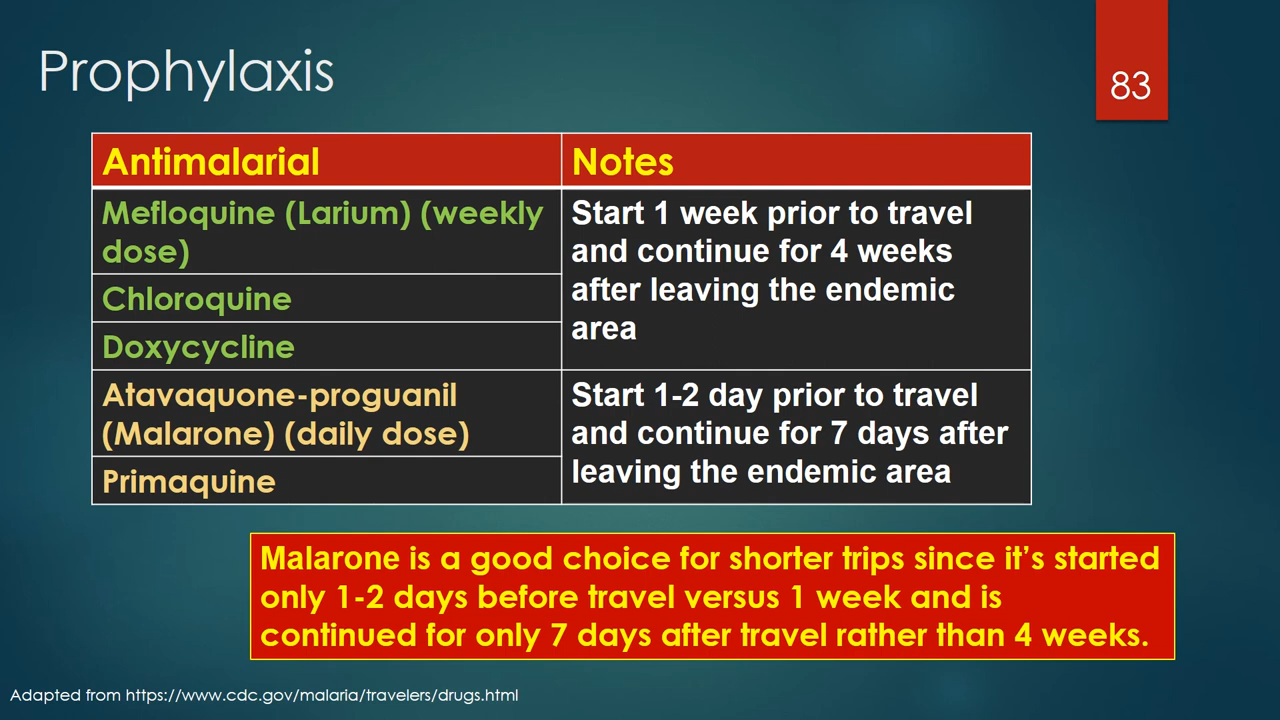 Prophylaxis
83
Antimalarial
Notes
Mefloquine (Larium) (weekly
dose)
Chloroquine
Doxycycline
Start 1 week prior to travel
and continue for 4 weeks
after leaving the endemic
area
Atavaquone-proguanil
(Malarone) (daily dose)
Primaquine
Start 1-2 day prior to travel
and continue for 7 days after
leaving the endemic area
Malarone is a good choice for shorter trips since it’s started
only 1-2 days before travel versus 1 week and is
continued for only 7 days after travel rather than 4 weeks.
Adapted from https://www.cdc.gov/malaria/travelers/drugs.html